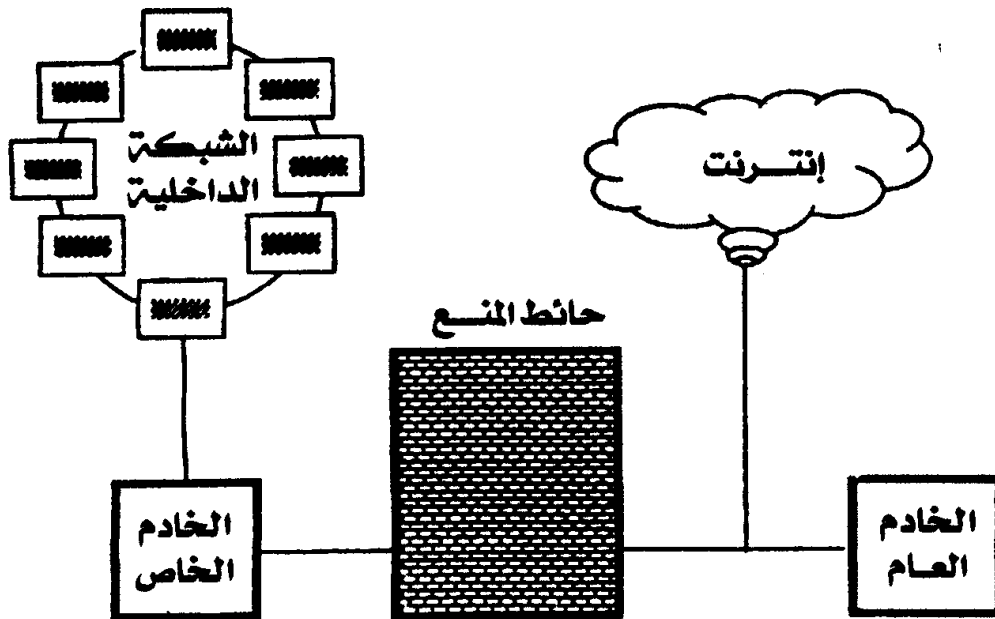 الشبكة
الداخلية
إنترنت
حائط المنع
الخادم
الخاص
الخادم
العام